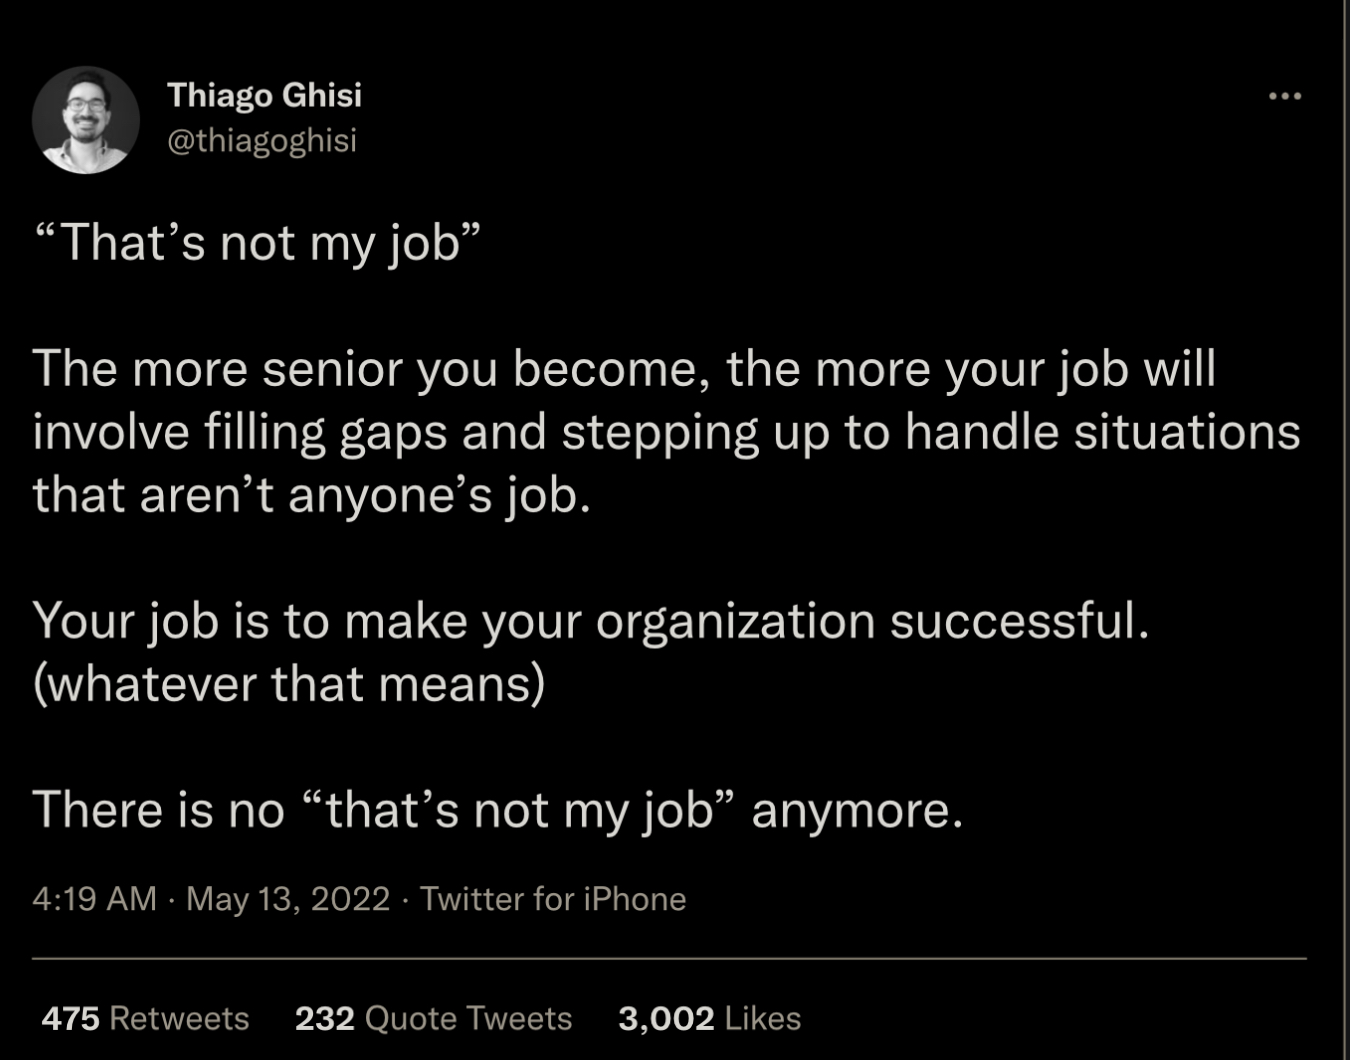 Thiago Ghisi
@thiagoghisi
“That’s not my job”
The more senior you become, the more your job will
involve filling gaps and stepping up to handle situations
that aren’t anyone’s job.
Your job is to make your organization successful.
(whatever that means)
There is no “that’s not my job” anymore.
4:19 AM · May 13, 2022 · Twitter for iPhone
475 Retweets 232 Quote Tweets 3,002 Likes